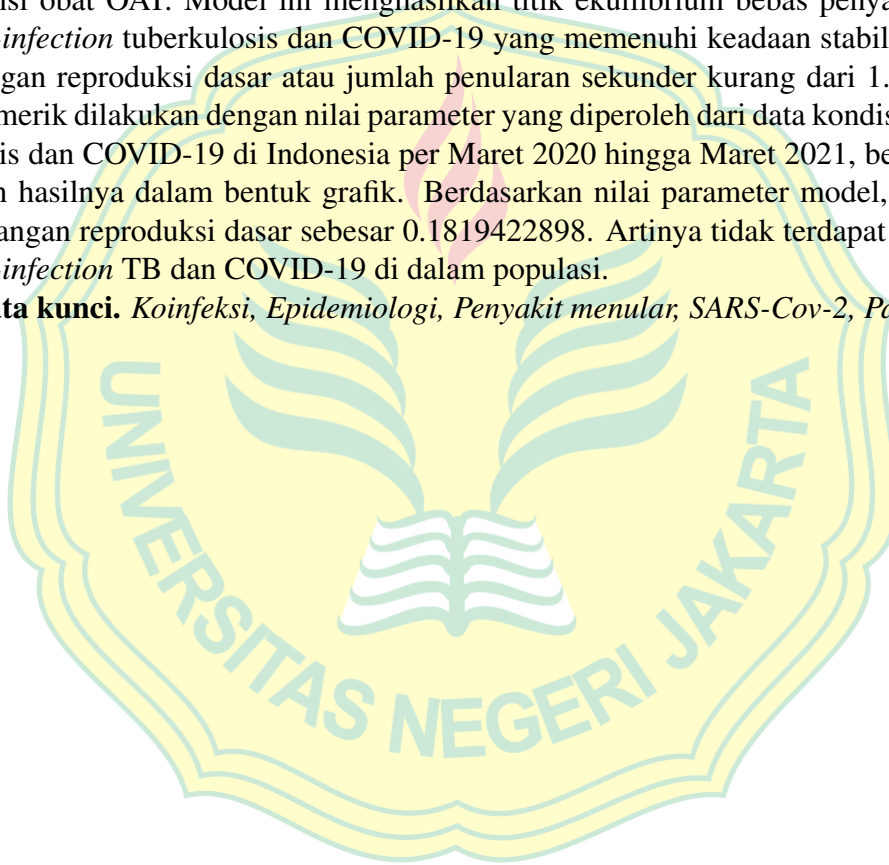 si obat OAT. Model ini menghasilkan titik ekuilibrium bebas penya
-infection tuberkulosis dan COVID-19 yang memenuhi keadaan stabil
gan reproduksi dasar atau jumlah penularan sekunder kurang dari 1.
merik dilakukan dengan nilai parameter yang diperoleh dari data kondis
is dan COVID-19 di Indonesia per Maret 2020 hingga Maret 2021, be
n hasilnya dalam bentuk grafik. Berdasarkan nilai parameter model,
angan reproduksi dasar sebesar 0.1819422898. Artinya tidak terdapat
-infection TB dan COVID-19 di dalam populasi.
ata kunci. Koinfeksi, Epidemiologi, Penyakit menular, SARS-Cov-2, Pa
UNIVERSITAS NEGERI JAKARTA